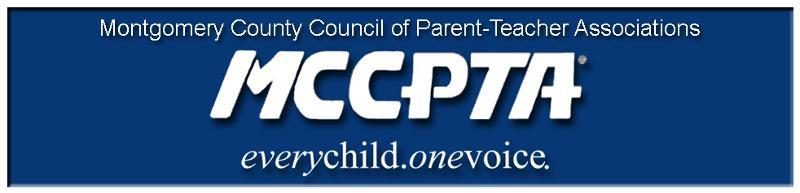 Montgomery County Council of Parent-Teacher Associations
MCCPTA
everychild.onevoice.